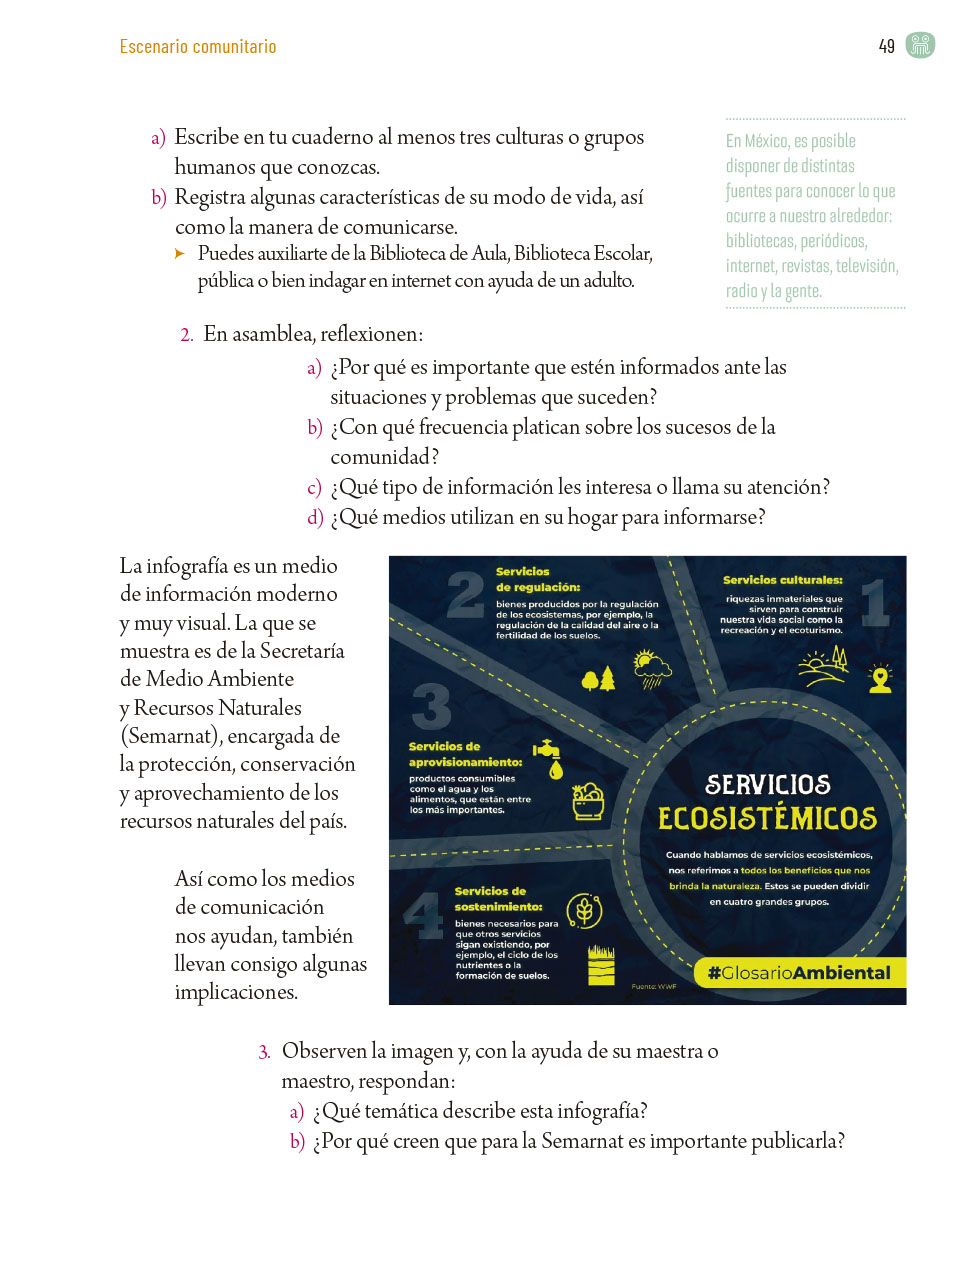 Escenario comunitario
49
a) Escribe en tu cuaderno al menos tres culturas o grupos
humanos que conozcas.
b) Registra algunas características de su modo de vida, así
como la manera de comunicarse.
➤ Puedes auxiliarte de la Biblioteca de Aula, Biblioteca Escolar,
pública o bien indagar en internet con ayuda de un adulto.
En México, es posible
disponer de distintas
fuentes para conocer lo que
ocurre a nuestro alrededor:
bibliotecas, periódicos,
internet, revistas, televisión,
radio y la gente.
2. En asamblea, reflexionen:
a) ¿Por qué es importante que estén informados ante las
situaciones y problemas que suceden?
b) ¿Con qué frecuencia platican sobre los sucesos de la
comunidad?
c) ¿Qué tipo de información les interesa o llama su atención?
d) ¿Qué medios utilizan en su hogar para informarse?
La infografía es un medio
de información moderno
y muy visual. La que se
muestra es de la Secretaría
de Medio Ambiente
y Recursos Naturales
(Semarnat), encargada de
la protección, conservación
y aprovechamiento de los
recursos naturales del país.
Así como los medios
de comunicación
nos ayudan, también
llevan consigo algunas
implicaciones.
1
Servicios culturales:
riquezas inmateriales que
sirven para construir
nuestra vida social como la
recreación y el ecoturismo.
2
Servicios
de regulación:
bienes producidos por la regulación
de los ecosistemas, por ejemplo, la
regulación de la calidad del aire o la
fertilidad de los suelos.
3
Servicios de
aprovisionamiento:
productos consumibles
como el agua y los
alimentos, que están entre
los más importantes.
4
Servicios de
sostenimiento:
bienes necesarios para
que otros servicios
sigan existiendo, por
ejemplo, el ciclo de los
nutrientes o la
formación de suelos.
SERVICIOS
ECOSISTÉMICOS
Cuando hablamos de servicios ecosistémicos,
nos referimos a todos los beneficios que nos
brinda la naturaleza. Estos se pueden dividir
en cuatro grandes grupos.
#GlosarioAmbiental
Fuente: WWF
3. Observen la imagen y, con la ayuda de su maestra o
maestro, respondan:
a) ¿Qué temática describe esta infografía?
b) ¿Por qué creen que para la Semarnat es importante publicarla?